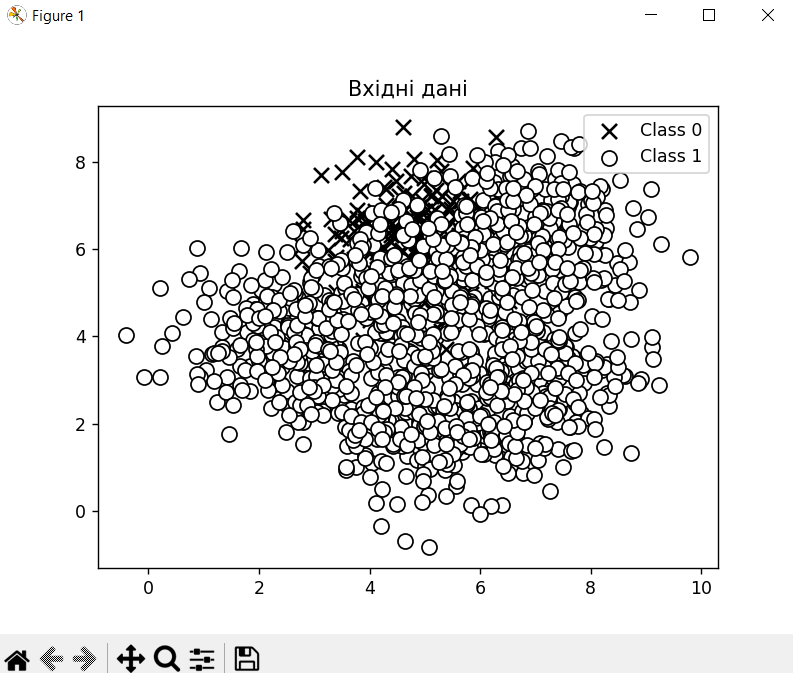 Figure 1
Вхідні дані
Class 0
Class 1
8
6
4
2
0
0 2 4 6 8 10